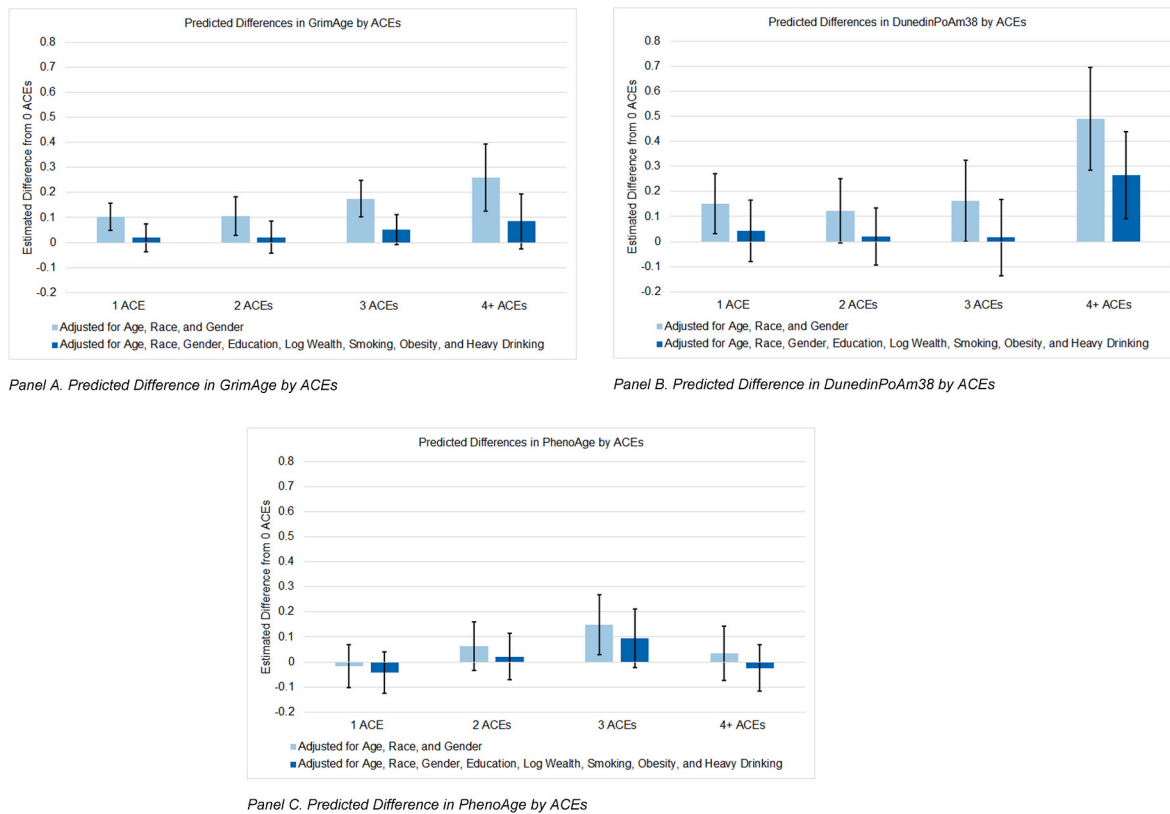 Predicted Differences in GrimAge by ACEs
Estimated Difference from 0 ACEs
0.8
0.7
0.6
0.5
0.4
0.3
0.2
0.1
0
-0.1
-0.2
1 ACE 2 ACEs 3 ACEs 4+ ACEs
Adjusted for Age, Race, and Gender
Adjusted for Age, Race, Gender, Education, Log Wealth, Smoking, Obesity, and Heavy Drinking
Panel A. Predicted Difference in GrimAge by ACEs
Predicted Differences in DunedinPoAm38 by ACEs
Estimated Difference from 0 ACEs
0.8
0.7
0.6
0.5
0.4
0.3
0.2
0.1
0
-0.1
-0.2
1 ACE 2 ACEs 3 ACEs 4+ ACEs
Adjusted for Age, Race, and Gender
Adjusted for Age, Race, Gender, Education, Log Wealth, Smoking, Obesity, and Heavy Drinking
Panel B. Predicted Difference in DunedinPoAm38 by ACEs
Predicted Differences in PhenoAge by ACEs
Estimated Difference from 0 ACEs
0.8
0.7
0.6
0.5
0.4
0.3
0.2
0.1
0
-0.1
-0.2
1 ACE 2 ACEs 3 ACEs 4+ ACEs
Adjusted for Age, Race, and Gender
Adjusted for Age, Race, Gender, Education, Log Wealth, Smoking, Obesity, and Heavy Drinking
Panel C. Predicted Difference in PhenoAge by ACEs